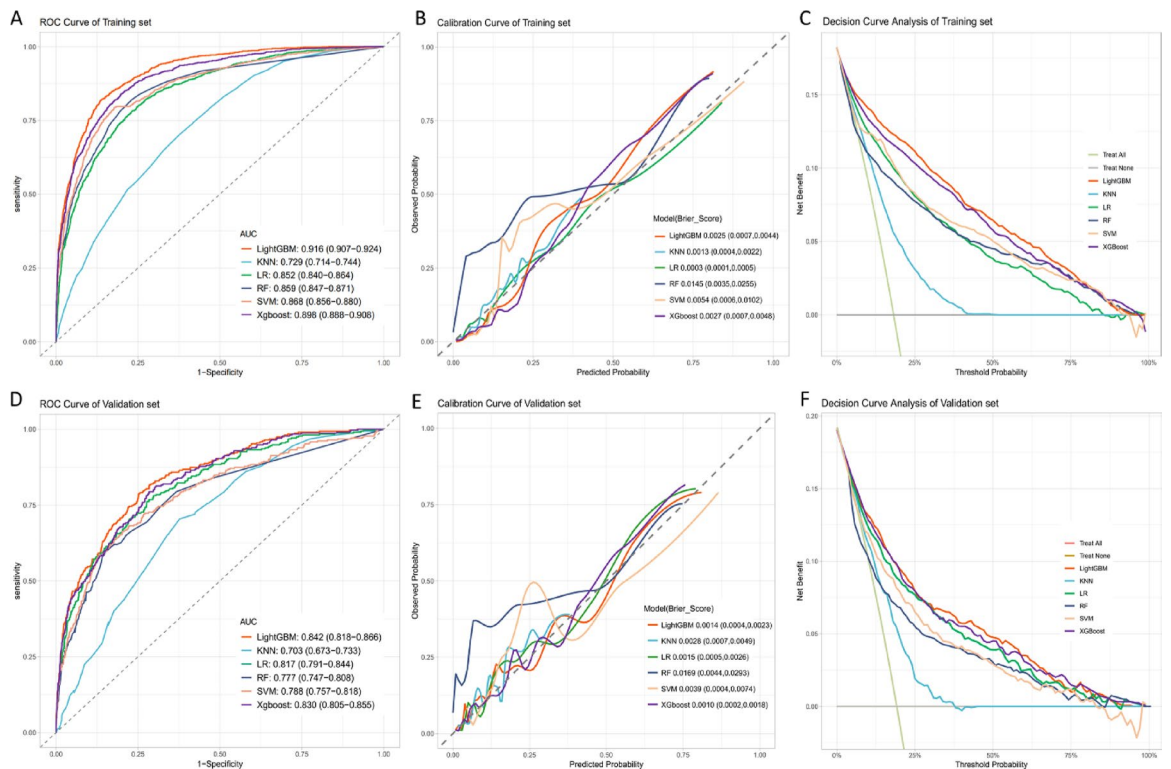 A
ROC Curve of Training set
1.00
0.75
0.50
0.25
0.00
sensitivity
AUC
LightGBM: 0.916 (0.907−0.924)
KNN: 0.729 (0.714−0.744)
LR: 0.852 (0.840−0.864)
RF: 0.859 (0.847−0.871)
SVM: 0.868 (0.856−0.880)
Xgboost: 0.898 (0.888−0.908)
0.00 0.25 0.50 0.75 1.00
1−Specificity
B
Calibration Curve of Training set
1.00
0.75
0.50
0.25
0.00
Observed Probability
Model(Brier_Score)
LightGBM 0.0025 (0.0007,0.0044)
KNN 0.0013 (0.0004,0.0022)
LR 0.0003 (0.0001,0.0005)
RF 0.0145 (0.0035,0.0255)
SVM 0.0054 (0.0006,0.0102)
XGboost 0.0027 (0.0007,0.0048)
0.00 0.25 0.50 0.75 1.00
Predicted Probability
C
Decision Curve Analysis of Training set
0.15
0.10
0.05
0.00
Net Benefit
Treat All
Treat None
LightGBM
KNN
LR
RF
SVM
XGBoost
0% 25% 50% 75% 100%
Threshold Probability
D
ROC Curve of Validation set
1.00
0.75
0.50
0.25
0.00
sensitivity
AUC
LightGBM: 0.842 (0.818−0.866)
KNN: 0.703 (0.673−0.733)
LR: 0.817 (0.791−0.844)
RF: 0.777 (0.747−0.808)
SVM: 0.788 (0.757−0.818)
Xgboost: 0.830 (0.805−0.855)
0.00 0.25 0.50 0.75 1.00
1−Specificity
E
Calibration Curve of Validation set
1.00
0.75
0.50
0.25
0.00
Observed Probability
Model(Brier_Score)
LightGBM 0.0014 (0.0004,0.0023)
KNN 0.0028 (0.0007,0.0049)
LR 0.0015 (0.0005,0.0026)
RF 0.0169 (0.0044,0.0293)
SVM 0.0039 (0.0004,0.0074)
XGboost 0.0010 (0.0002,0.0018)
0.00 0.25 0.50 0.75 1.00
Predicted Probability
F
Decision Curve Analysis of Validation set
0.20
0.15
0.10
0.05
0.00
Net Benefit
Treat All
Treat None
LightGBM
KNN
LR
RF
SVM
XGBoost
0% 25% 50% 75% 100%
Threshold Probability